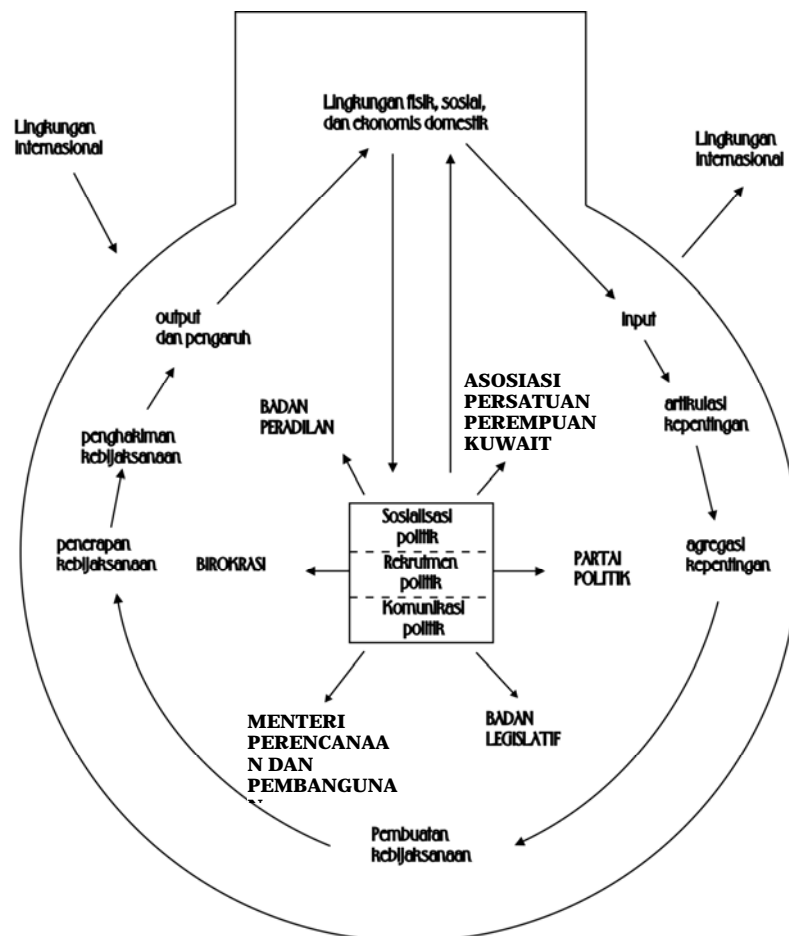 Lingkungan fisik, sosial,
dan ekonomis domestik
Lingkungan
Internasional
Lingkungan
Internasional
output
dan pengaruh
Input
BADAN
PERADILAN
ASOSIASI
PERSATUAN
PEREMPUAN
KUWAIT
artikulasi
kepentingan
penghakiman
kebijaksanaan
Sosialisasi
politik
Rekrutmen
politik
Komunikasi
politik
penerapan
kebijaksanaan
BIROKRASI
PARTAI
POLITIK
agregasi
kepentingan
MENTERI
PERENCANAA
N DAN
PEMBANGUNA
N
BADAN
LEGISLATIF
Pembuatan
kebijaksanaan